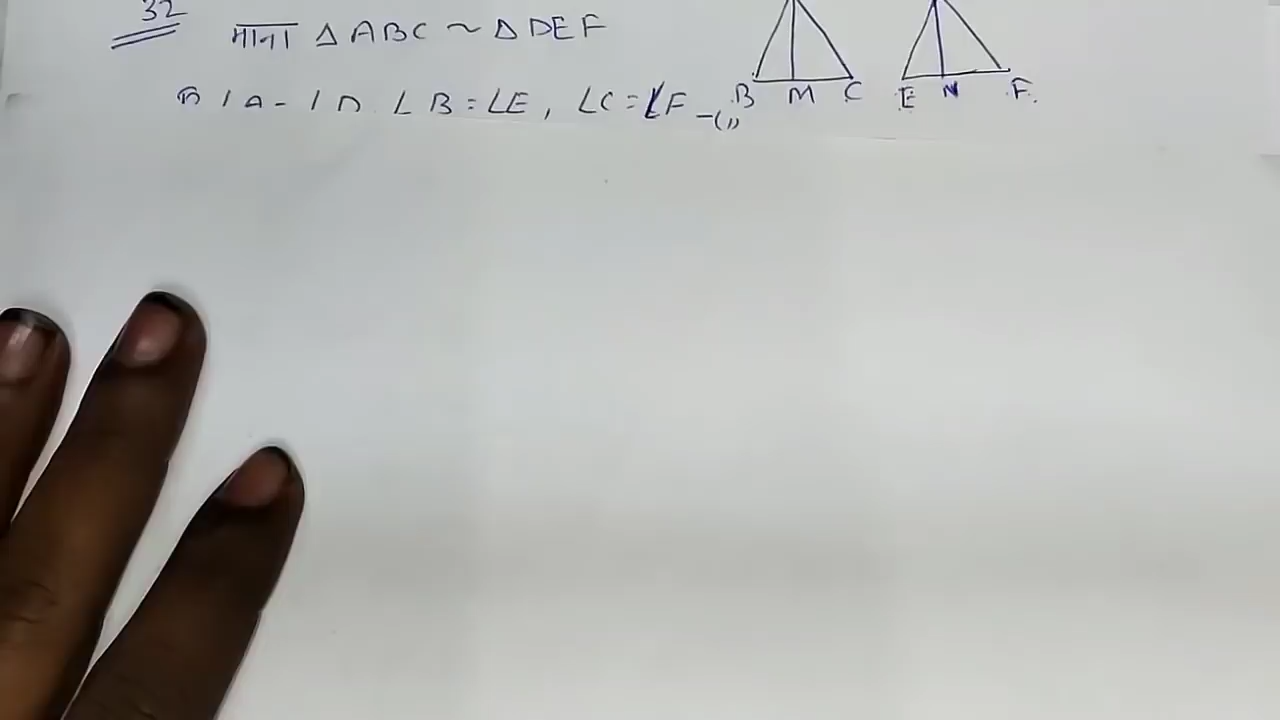 32
माना △ABC ~ △DEF
∠A = ∠D ∠B = ∠E, ∠C = ∠F -(1)
B M C E N F.